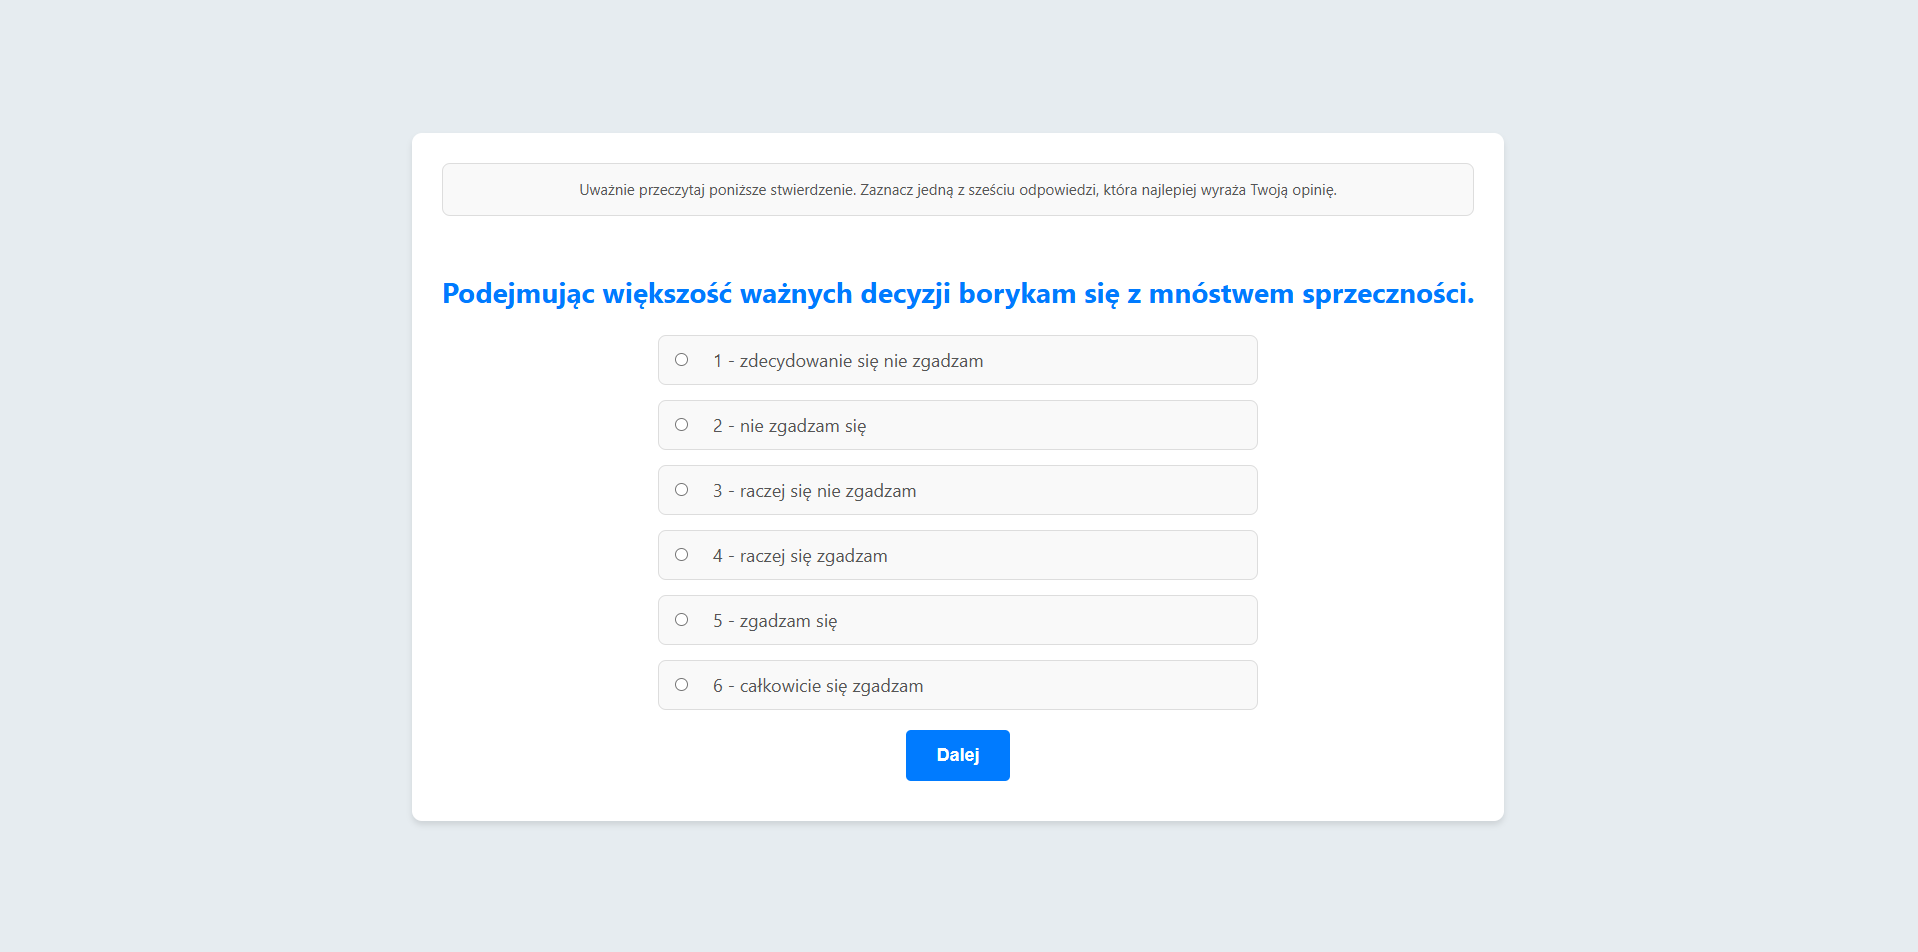 Uważnie przeczytaj poniższe stwierdzenie. Zaznacz jedną z sześciu odpowiedzi, która najlepiej wyraża Twoją opinię.
Podejmując większość ważnych decyzji borykam się z mnóstwem sprzeczności.
1 - zdecydowanie się nie zgadzam
2 - nie zgadzam się
3 - raczej się nie zgadzam
4 - raczej się zgadzam
5 - zgadzam się
6 - całkowicie się zgadzam
Dalej